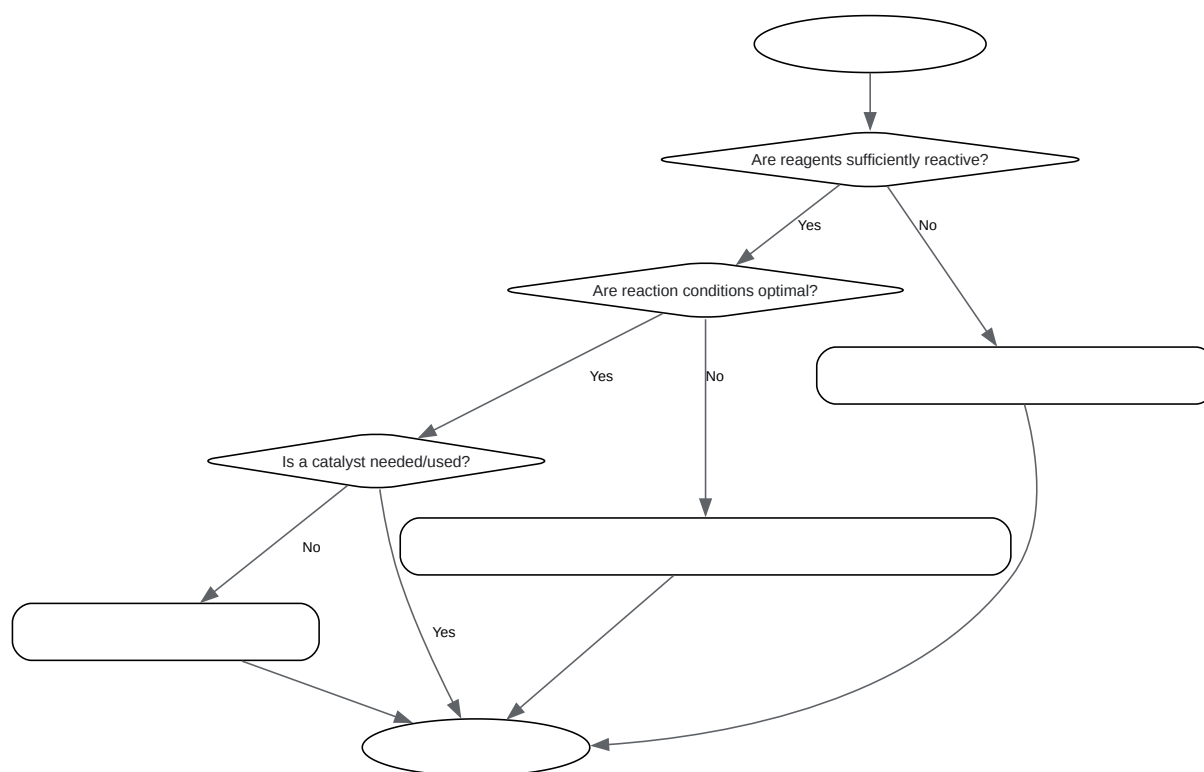 Are reagents sufficiently reactive?
Yes
No
Are reaction conditions optimal?
Yes
No
Is a catalyst needed/used?
No
Yes